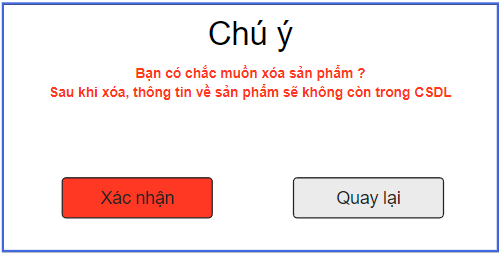 Chú ý
Bạn có chắc muồn xóa sản phẩm ?
Sau khi xóa, thông tin về sản phẩm sẽ không còn trong CSDL
Xác nhận
Quay lại